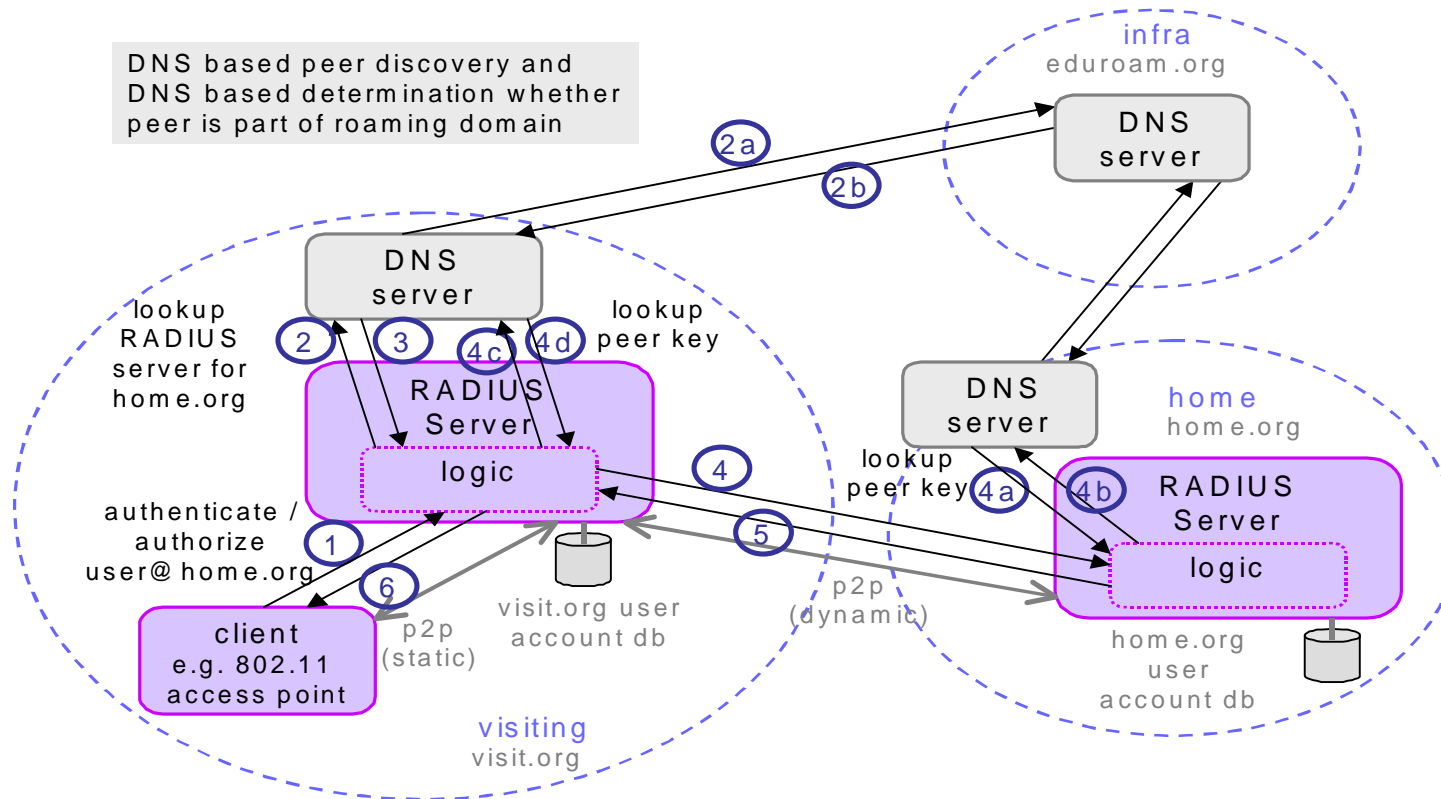 DNS based peer discovery and
DNS based determination whether
peer is part of roaming domain
infra
eduroam.org
DNS
server
2a
2b
DNS
server
lookup
RADIUS
server for
home.org
2
3
4c
4d
lookup
peer key
RADIUS
Server
logic
DNS
server
home
home.org
lookup
peer key
4a
4b
RADIUS
Server
logic
4
5
authenticate /
authorize
user@home.org
1
6
visit.org user
account db
p2p
(static)
p2p
(dynamic)
home.org
user
account db
client
e.g. 802.11
access point
visiting
visit.org